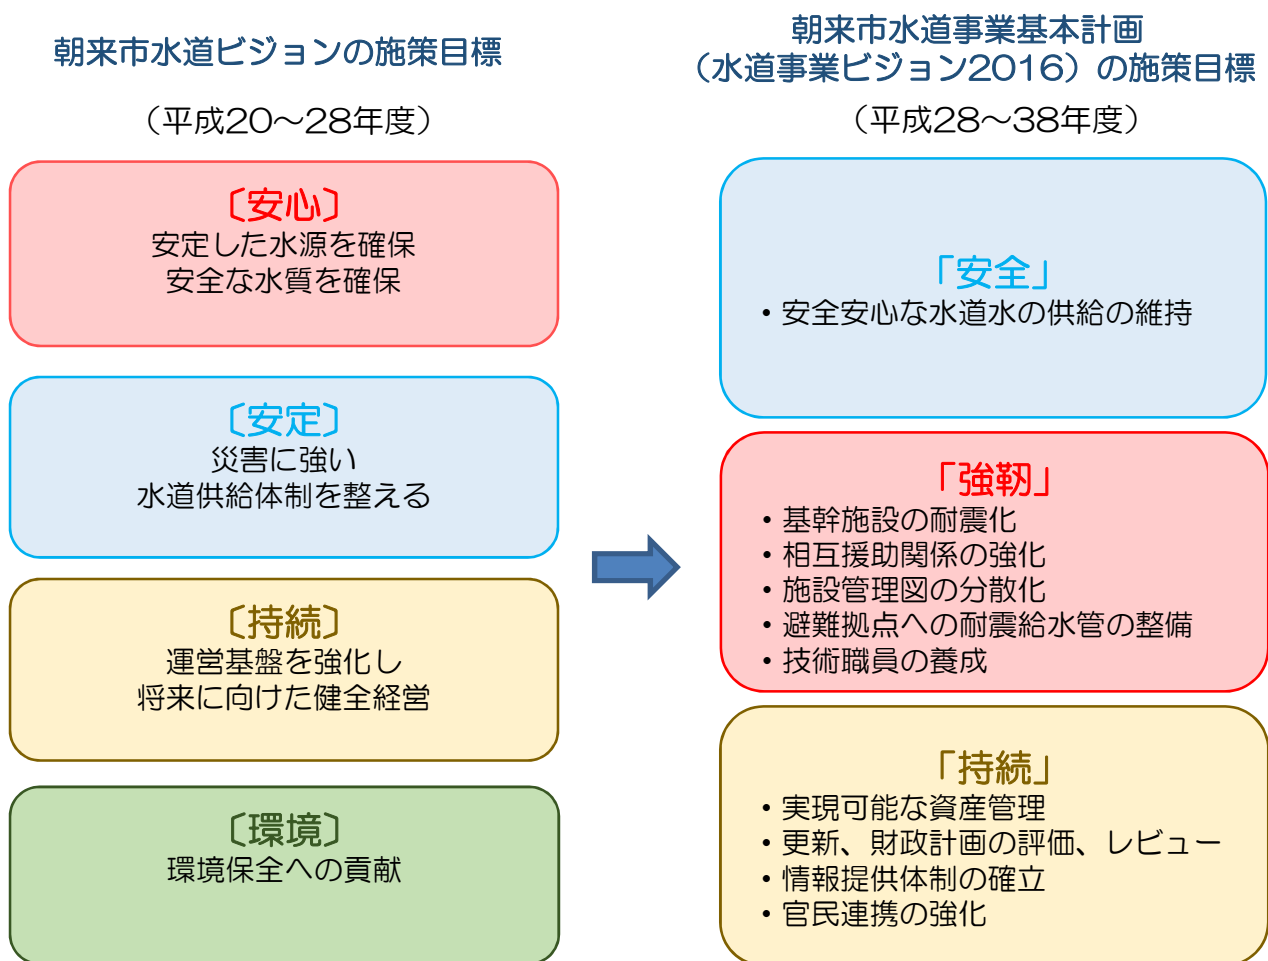 朝来市水道ビジョンの施策目標
（平成20～28年度）
〔安心〕
安定した水源を確保
安全な水質を確保
〔安定〕
災害に強い
水道供給体制を整える
〔持続〕
運営基盤を強化し
将来に向けた健全経営
〔環境〕
環境保全への貢献
朝来市水道事業基本計画
（水道事業ビジョン2016）の施策目標
（平成28～38年度）
「安全」
・安全安心な水道水の供給の維持
「強靭」
・基幹施設の耐震化
・相互援助関係の強化
・施設管理図の分散化
・避難拠点への耐震給水管の整備
・技術職員の養成
「持続」
・実現可能な資産管理
・更新、財政計画の評価、レビュー
・情報提供体制の確立
・官民連携の強化